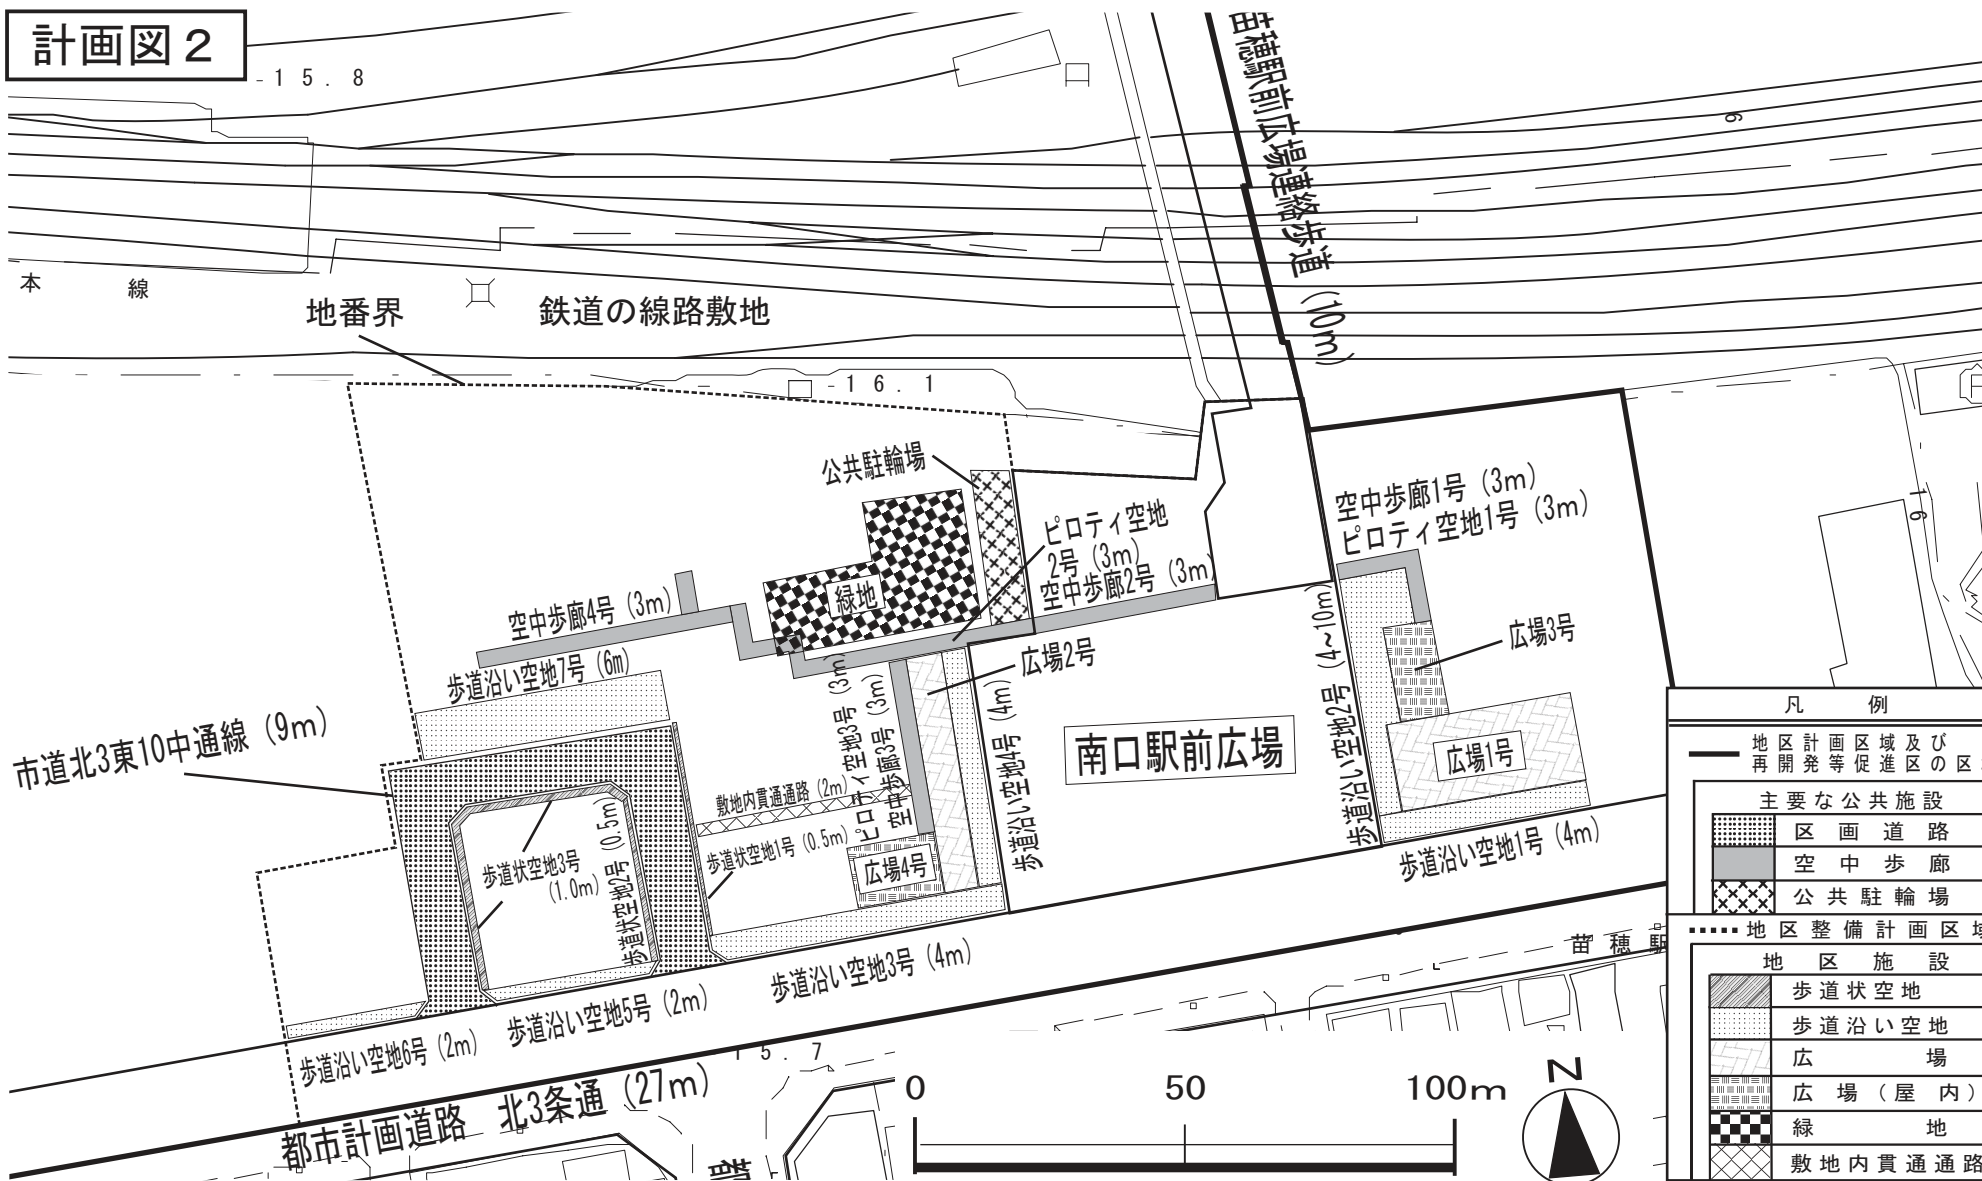 計画図２
-15.8
苗穂駅前広場連絡歩道（10m）
9
本　線
地番界
鉄道の線路敷地
-16.1
公共駐輪場
ピロティ空地
2号（3m）
空中歩廊2号（3m）
空中歩廊1号（3m）
ピロティ空地1号（3m）
16
緑地
空中歩廊4号（3m）
歩道沿い空地7号（6m）
広場2号
広場3号
市道北3東10中通線（9m）
ピロティ空地3号（3m）
空中歩廊3号（3m）
歩道沿い空地4号（4m）
南口駅前広場
歩道沿い空地2号（4~10m）
広場1号
敷地内貫通通路（2m）
歩道状空地3号
（1.0m）
歩道状空地2号（0.5m）
歩道状空地1号（0.5m）
広場4号
歩道沿い空地1号（4m）
歩道沿い空地3号（4m）
歩道沿い空地5号（2m）
歩道沿い空地6号（2m）
都市計画道路　北3条通（27m）
15.7
苗穂駅
0
50
100m
N
凡例
地区計画区域及び
再開発等促進区の区
主要な公共施設
区画道路
空中歩廊
公共駐輪場
地区整備計画区域
地区施設
歩道状空地
歩道沿い空地
広場
広場（屋内）
緑地
敷地内貫通通路